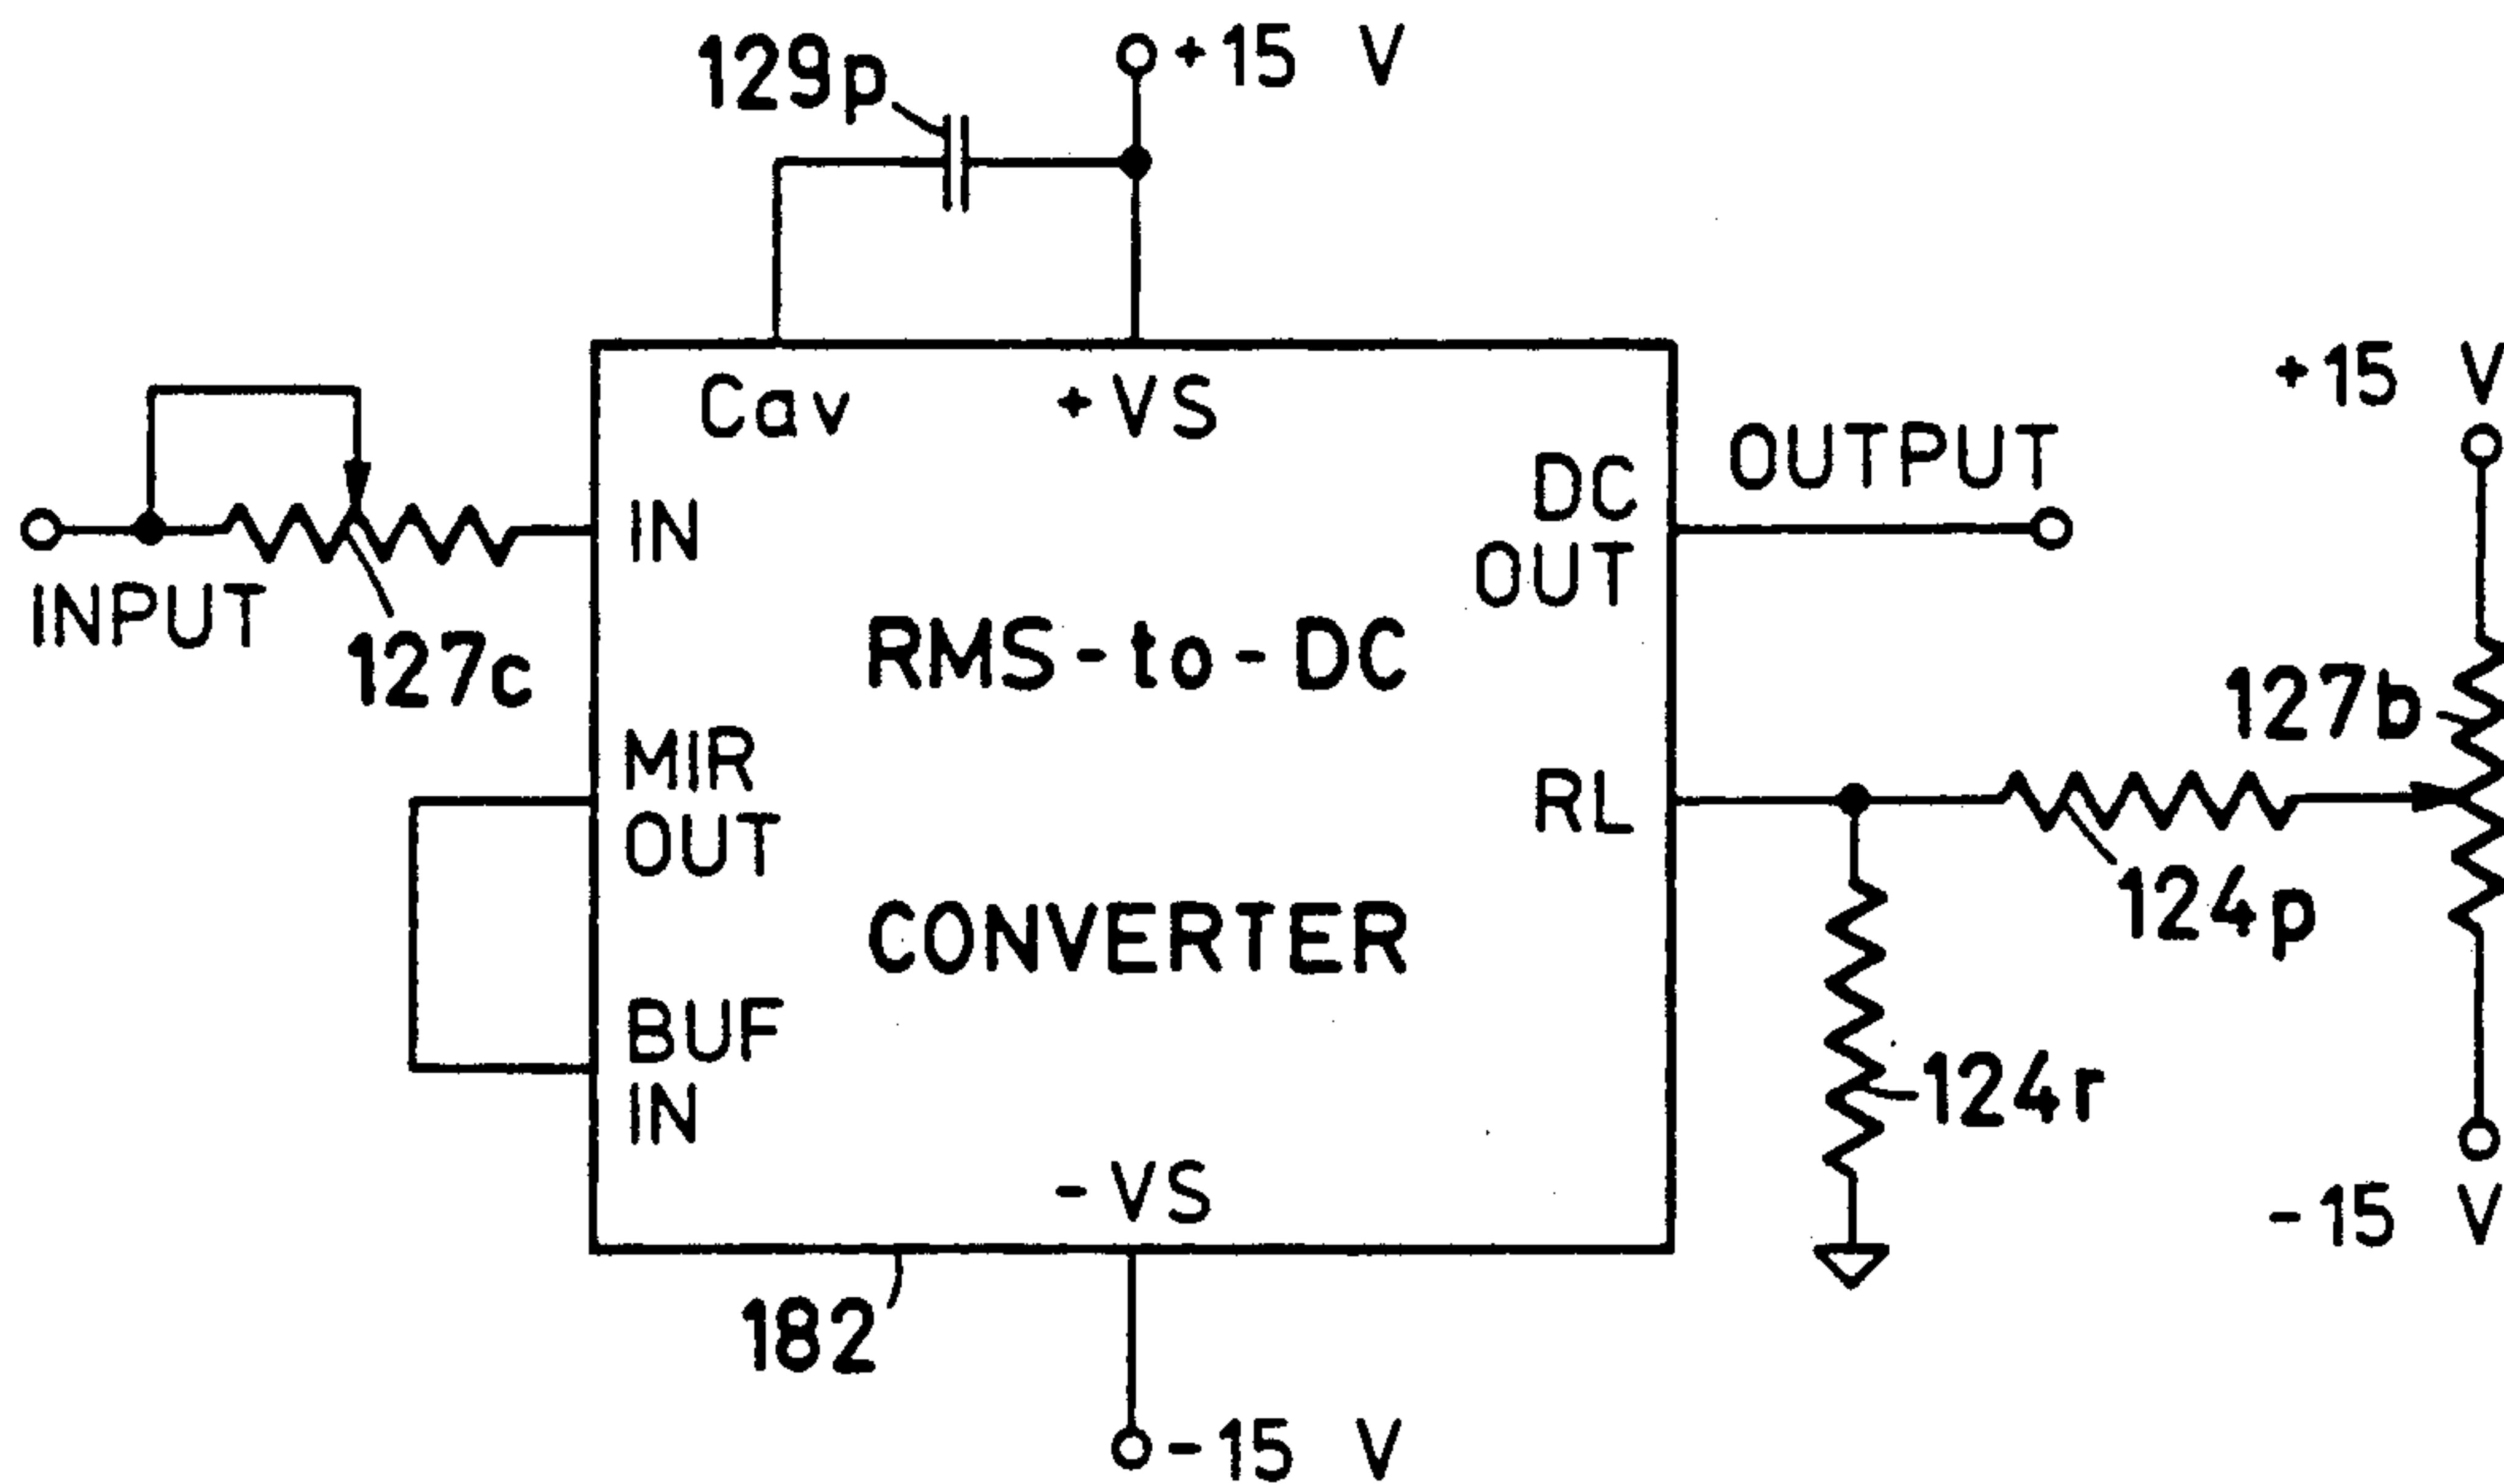 129p
+15 V
Cav
+VS
+15 V
DC
OUT
OUTPUT
IN
INPUT
127c
RMS-to-DC
127b
MIR
OUT
RL
124p
CONVERTER
BUF
IN
124r
-VS
-15 V
182
-15 V